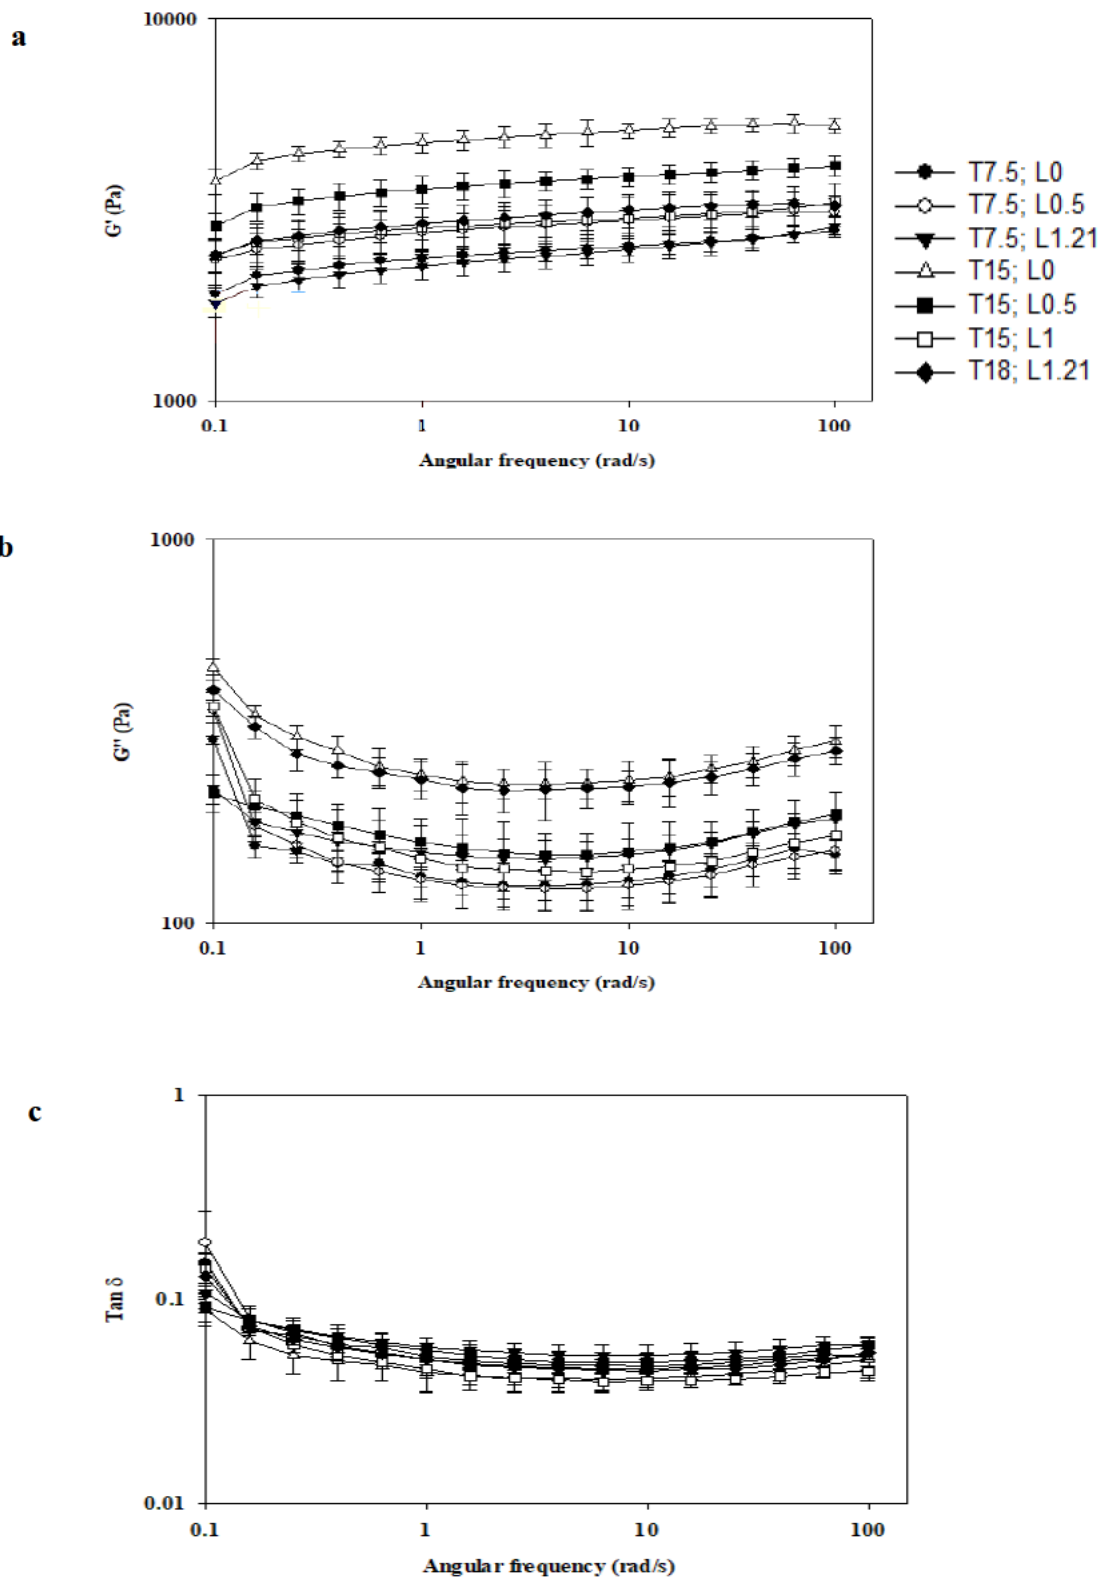 a
10000
G' (Pa)
1000
0.1
1
10
100
Angular frequency (rad/s)
T7.5; L0
T7.5; L0.5
T7.5; L1.21
T15; L0
T15; L0.5
T15; L1
T18; L1.21
b
1000
G" (Pa)
100
0.1
1
10
100
Angular frequency (rad/s)
c
1
Tan δ
0.1
0.01
0.1
1
10
100
Angular frequency (rad/s)